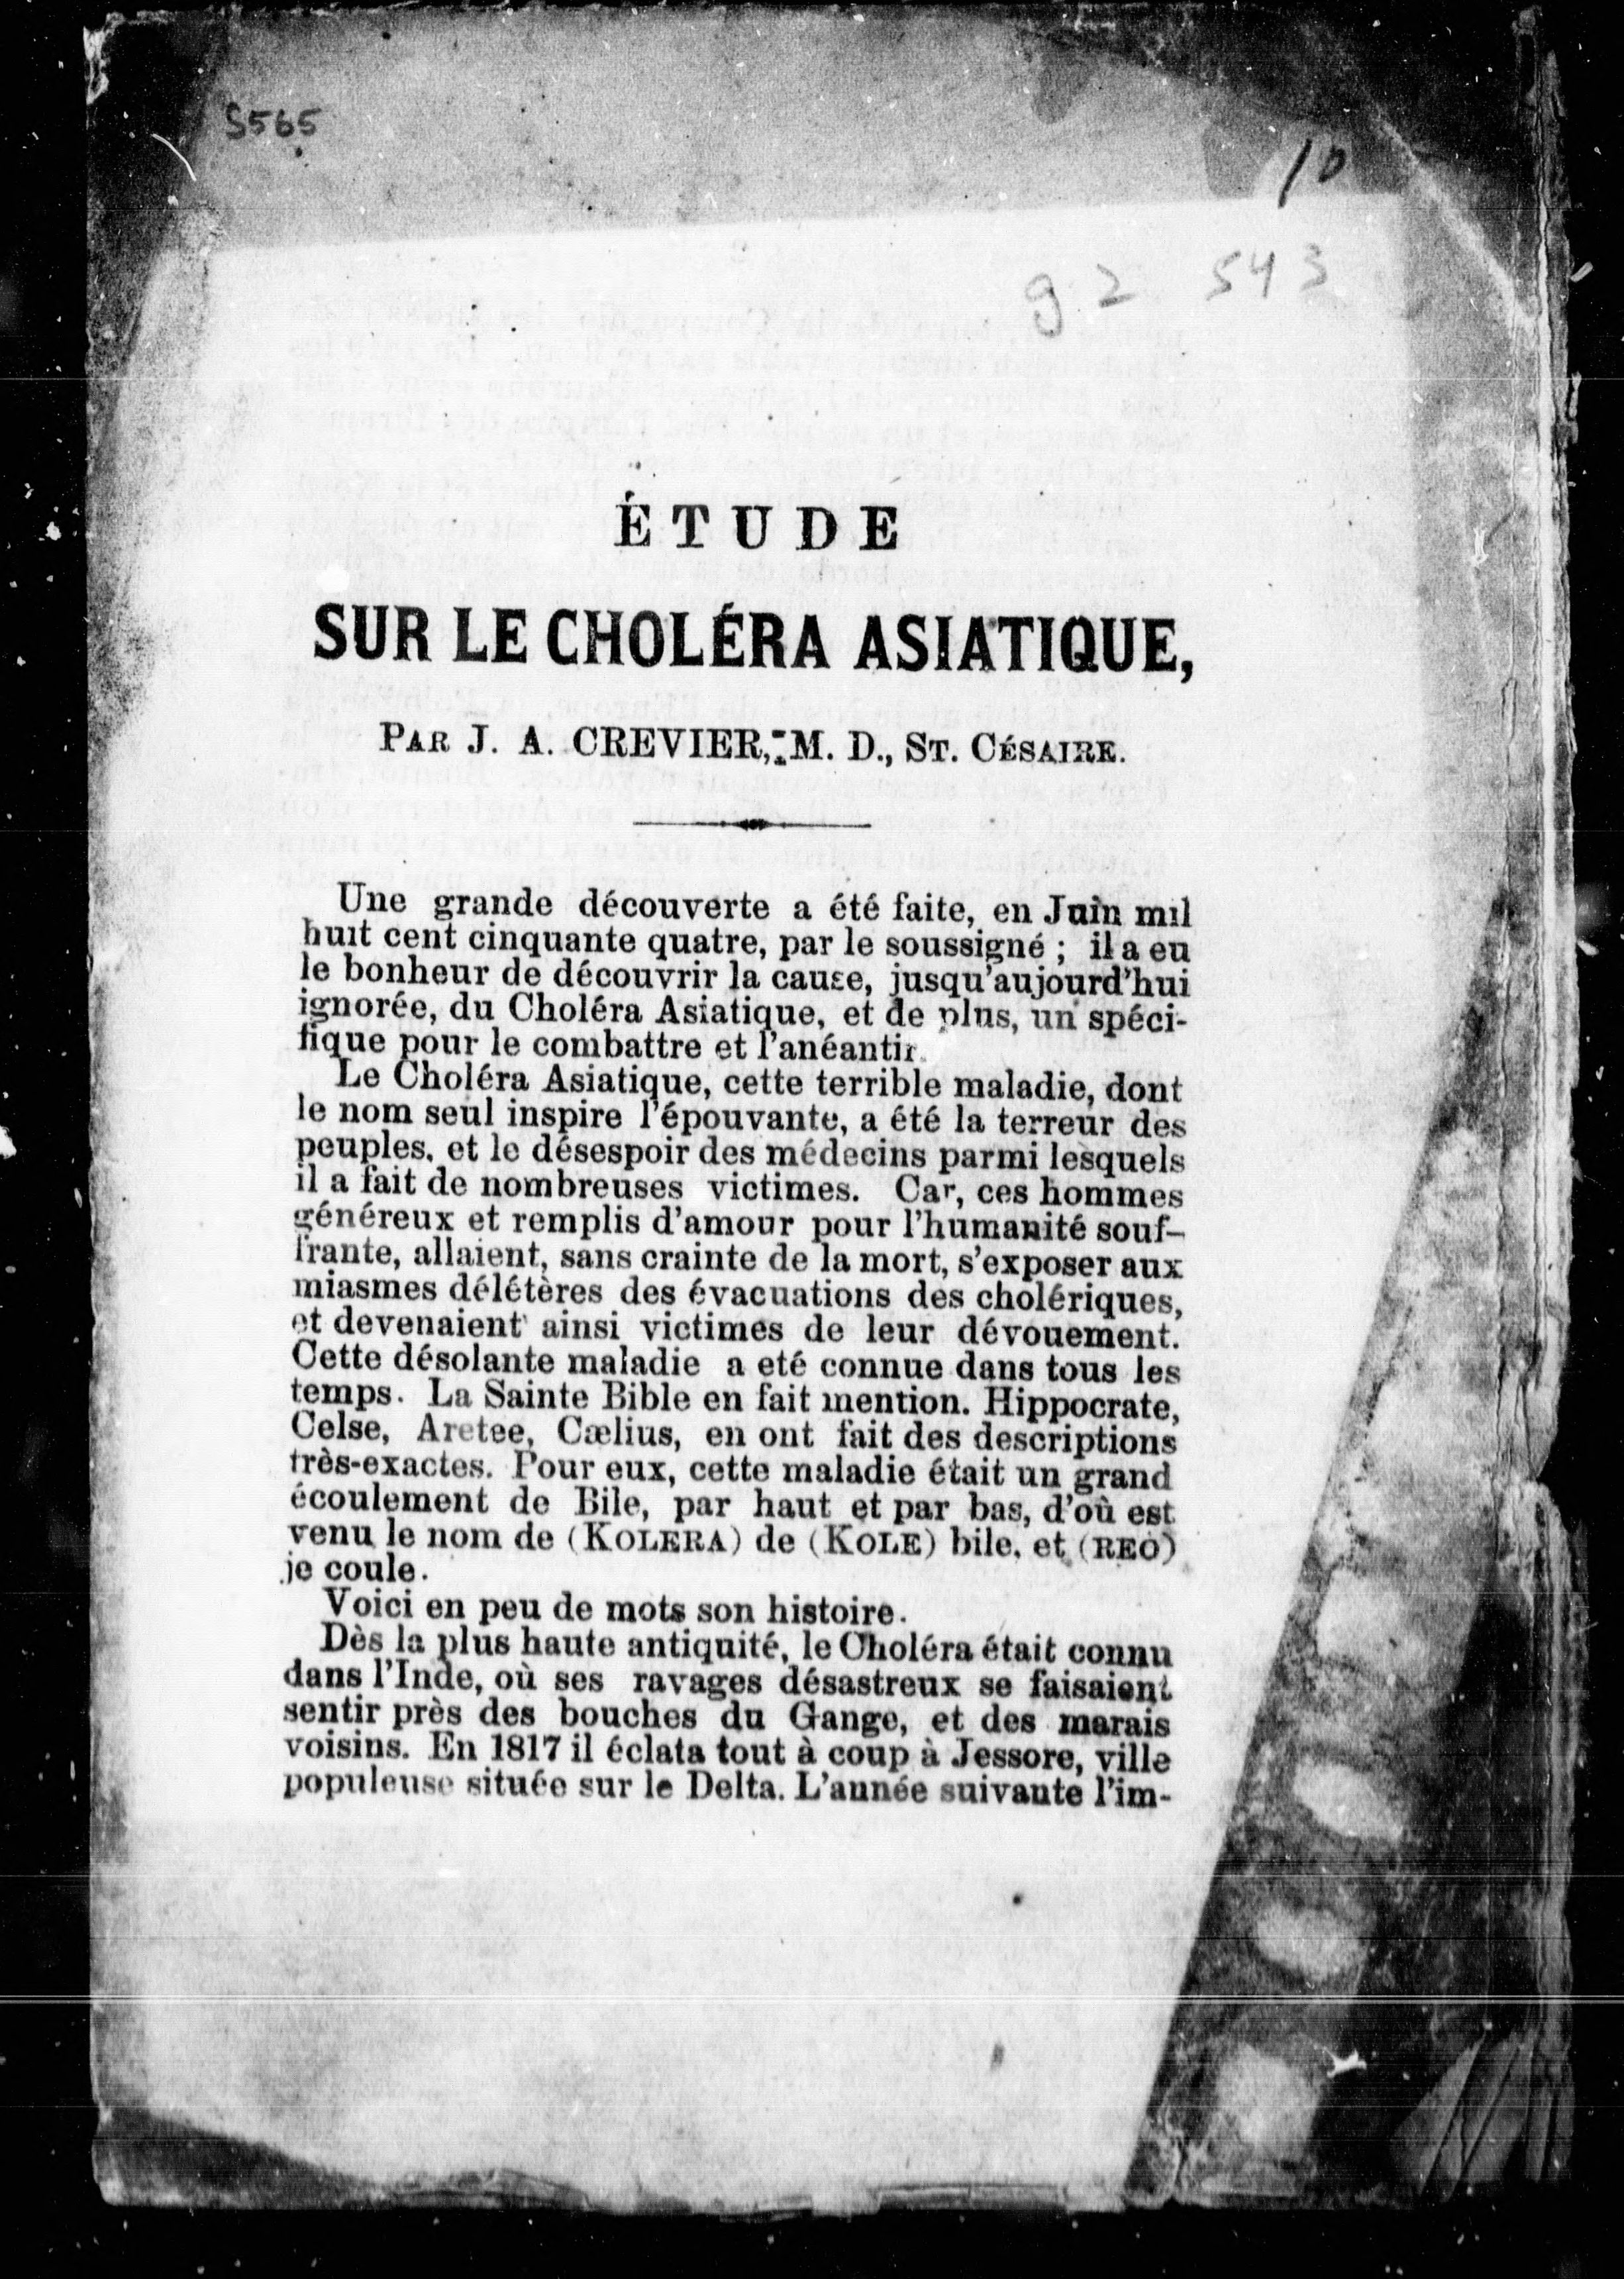 S565
10
g2 543
ÉTUDE
SUR LE CHOLÉRA ASIATIQUE,
PAR J. A. CREVIER, M. D., ST. CÉSAIRE.
Une grande découverte a été faite, en Juin mil
huit cent cinquante quatre, par le soussigné ; il a eu
le bonheur de découvrir la cause, jusqu'aujourd'hui
ignorée, du Choléra Asiatique, et de plus, un spéci-
fique pour le combattre et l'anéantir.
Le Choléra Asiatique, cette terrible maladie, dont
le nom seul inspire l'épouvante, a été la terreur des
peuples, et le désespoir des médecins parmi lesquels
il a fait de nombreuses victimes. Car, ces hommes
généreux et remplis d'amour pour l'humanité souf-
frante, allaient, sans crainte de la mort, s'exposer aux
miasmes délétères des évacuations des cholériques,
et devenaient ainsi victimes de leur dévouement.
Cette désolante maladie a eté connue dans tous les
temps. La Sainte Bible en fait mention. Hippocrate,
Celse, Aretee, Cælius, en ont fait des descriptions
très-exactes. Pour eux, cette maladie était un grand
écoulement de Bile, par haut et par bas, d'où est
venu le nom de (KOLERA) de (KOLE) bile, et (REO)
je coule.
Voici en peu de mots son histoire.
Dès la plus haute antiquité, le Choléra était connu
dans l'Inde, où ses ravages désastreux se faisaient
sentir près des bouches du Gange, et des marais
voisins. En 1817 il éclata tout à coup à Jessore, ville
populeuse située sur le Delta. L'année suivante l'im-